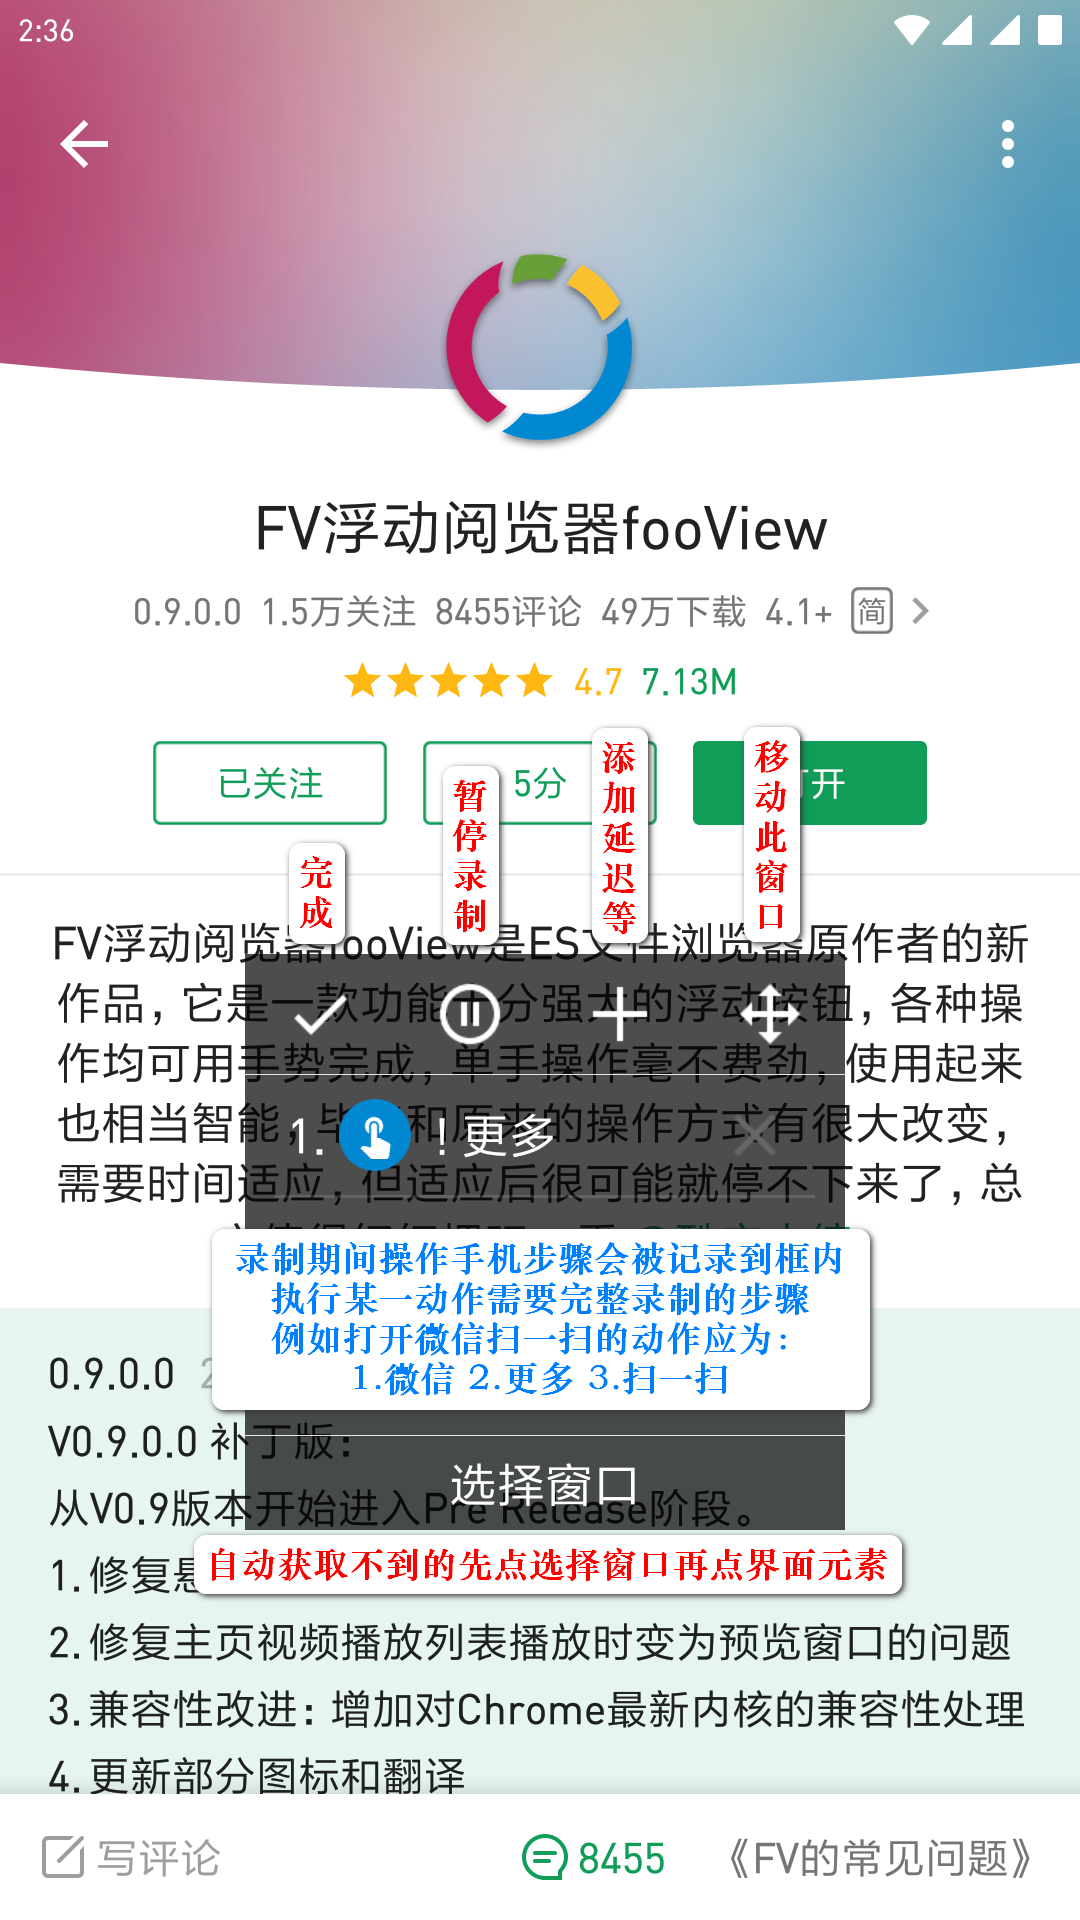 2:36
FV浮动阅览器fooView
0.9.0.0 1.5万关注 8455评论 49万下载 4.1+ 简
4.7 7.13M
已关注 5分 开
添加延迟等
移动此窗口
暂停录制
完成
FV浮动阅览器fooView是ES文件浏览器原作者的新
作品，它是一款功能十分强大的浮动按钮，各种操
作均可用手势完成，单手操作毫不费劲，使用起来
也相当智能，毕竟和原来的操作方式有很大改变，
需要时间适应，但适应后很可能就停不下来了，总
1. ! 更多
录制期间操作手机步骤会被记录到框内
执行某一动作需要完整录制的步骤
例如打开微信扫一扫的动作应为：
1.微信 2.更多 3.扫一扫
0.9.0.0
V0.9.0.0 补丁版：
选择窗口
从V0.9版本开始进入Pre Release阶段。
自动获取不到的先点选择窗口再点界面元素
1. 修复悬
2. 修复主页视频播放列表播放时变为预览窗口的问题
3. 兼容性改进：增加对Chrome最新内核的兼容性处理
4. 更新部分图标和翻译
写评论 8455 《FV的常见问题》